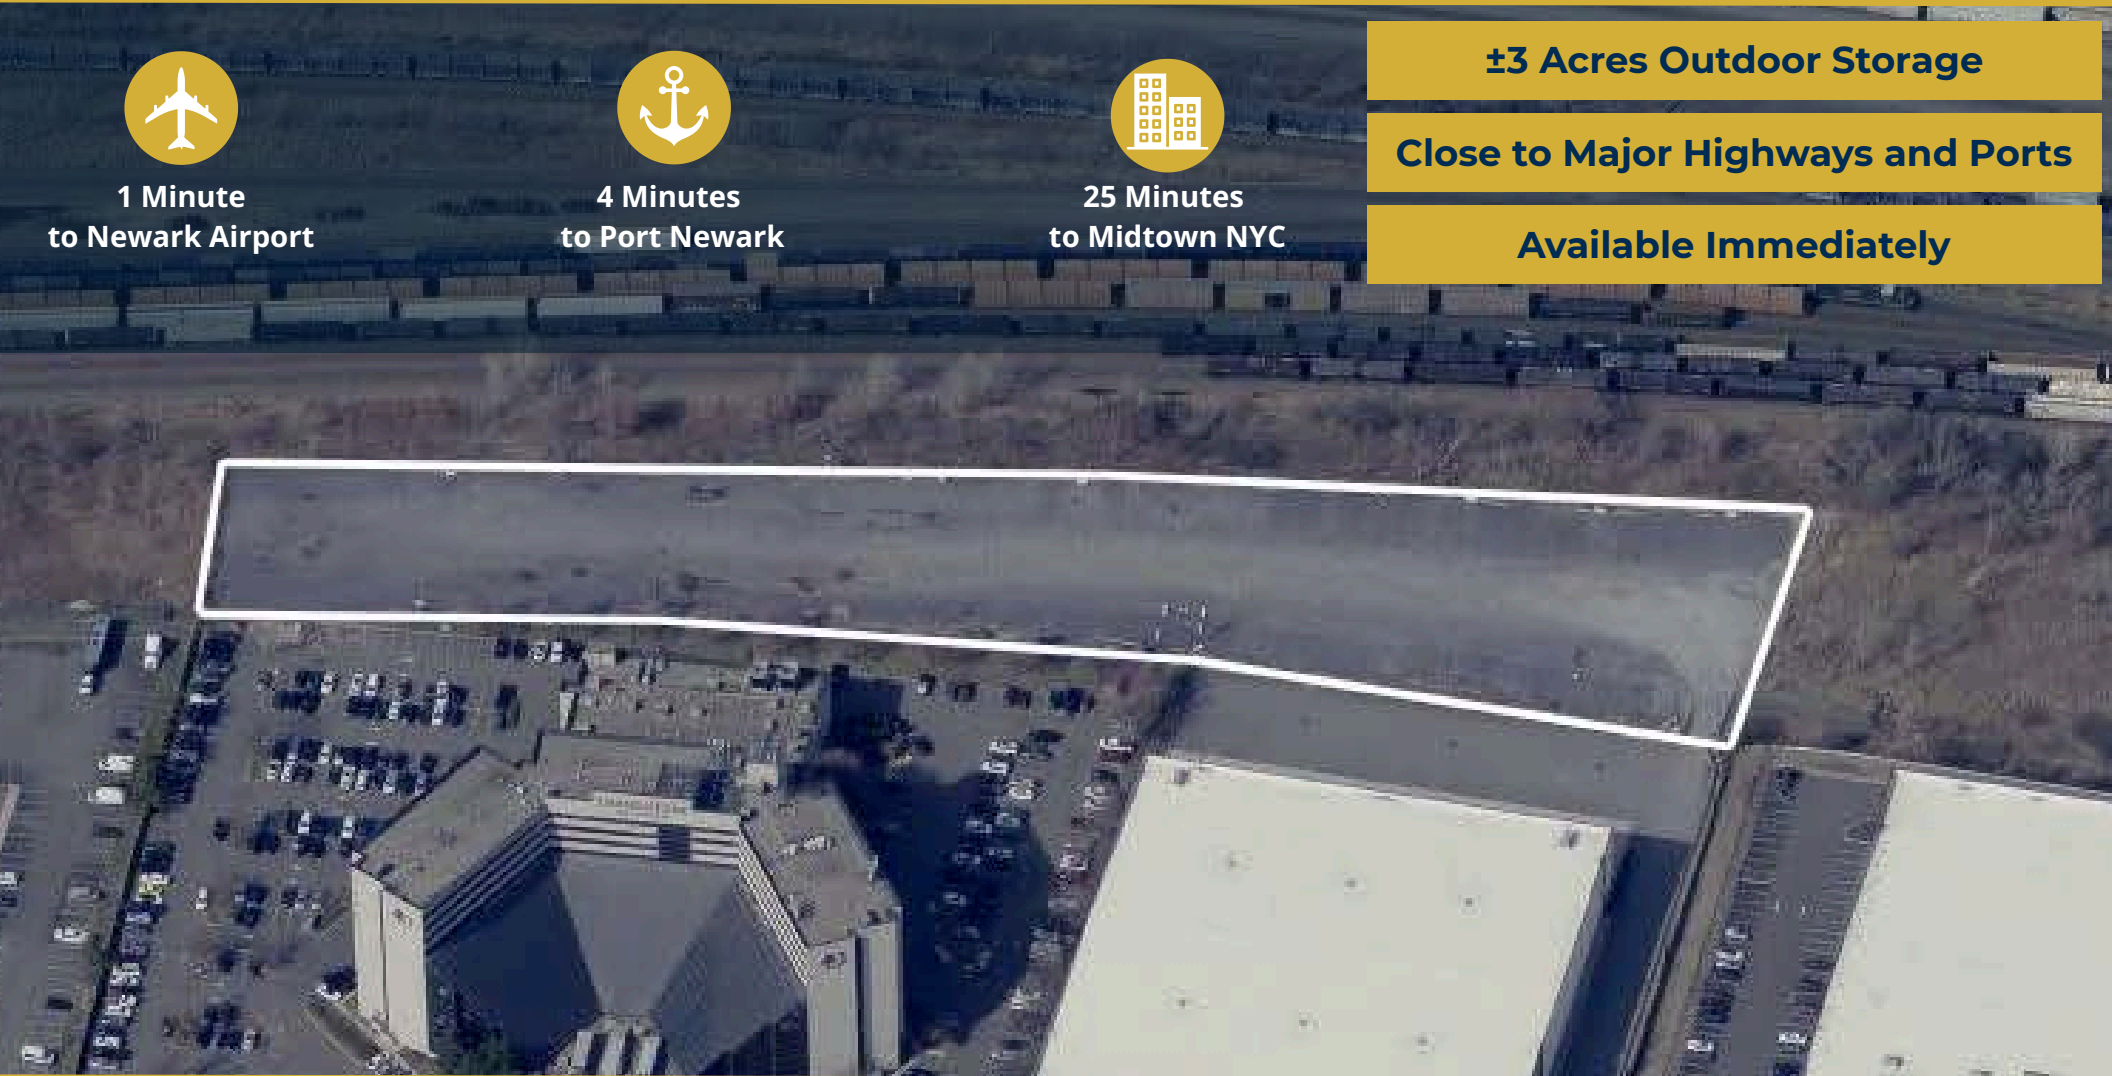 1 Minute
to Newark Airport
4 Minutes
to Port Newark
25 Minutes
to Midtown NYC
±3 Acres Outdoor Storage
Close to Major Highways and Ports
Available Immediately